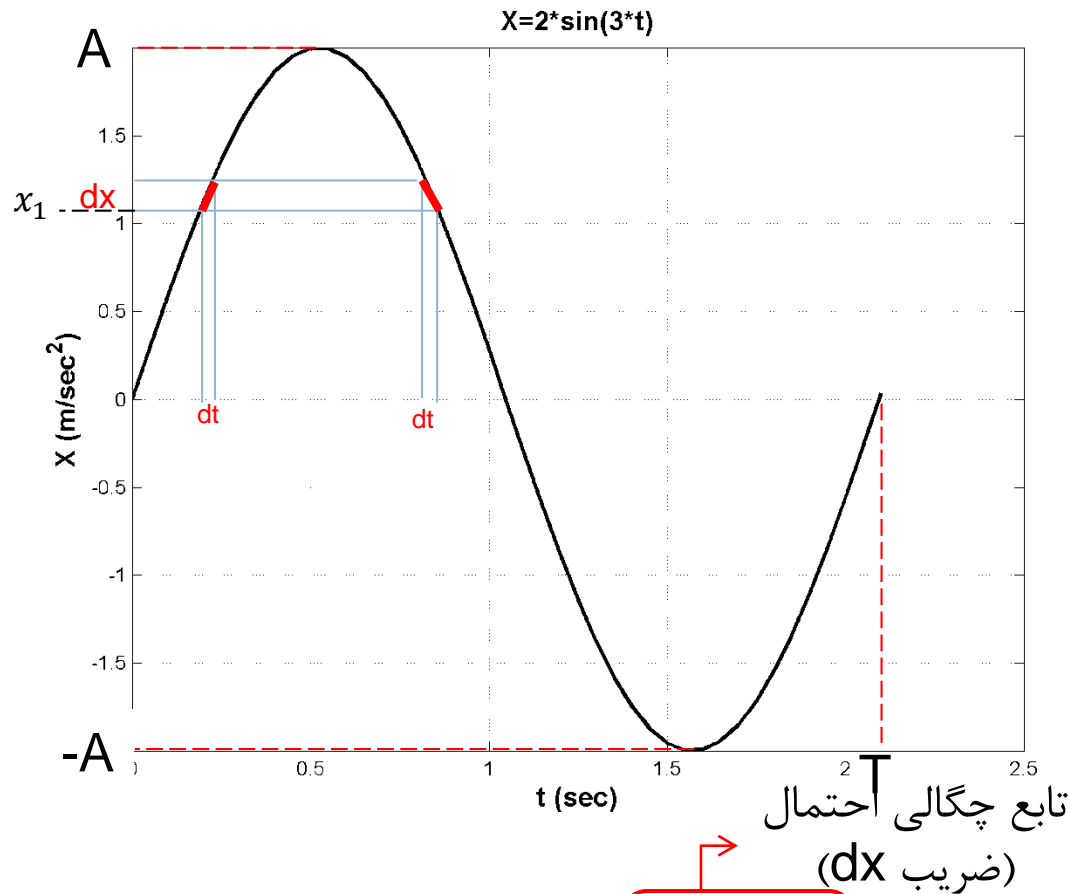 X=2*sin(3*t)
A
1.5
dx
x₁
1
0.5
X (m/sec²)
0
dt
dt
-0.5
-1
-1.5
-A
0.5
1
1.5
2
T
2.5
t (sec)
تابع چگالی احتمال
(ضریب dx)